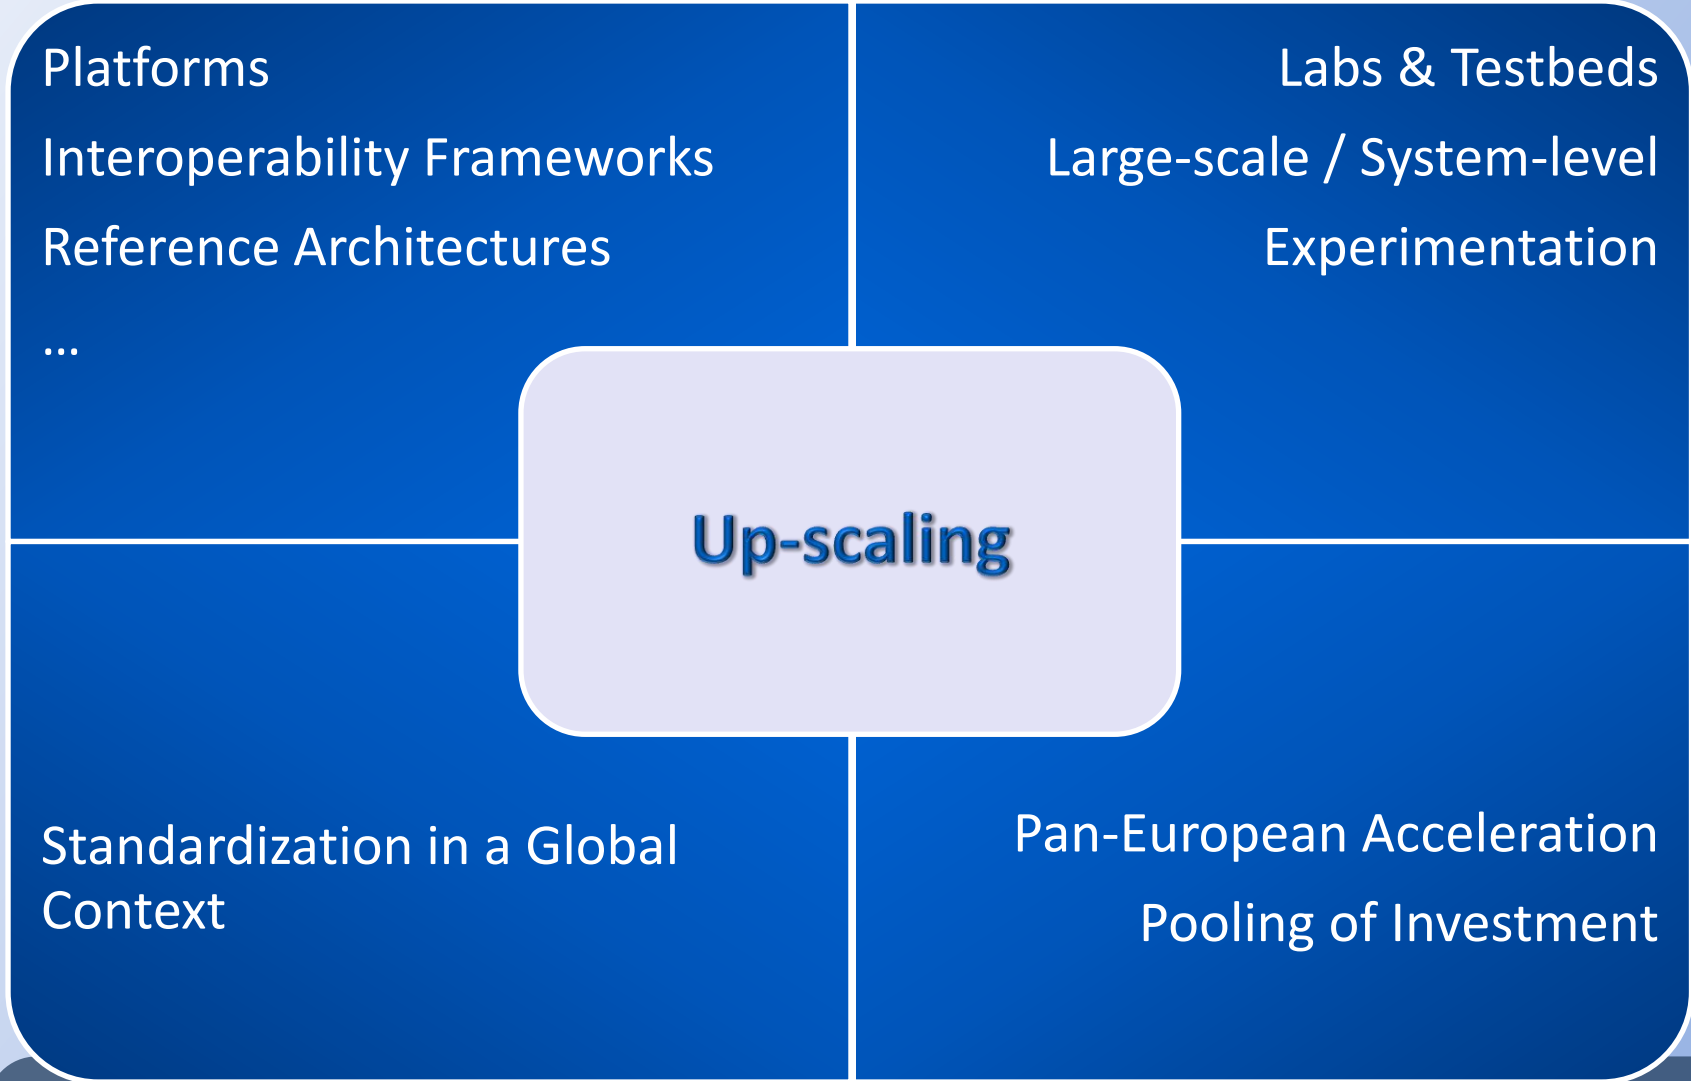 Platforms
Interoperability Frameworks
Reference Architectures
...
Labs & Testbeds
Large-scale / System-level
Experimentation
Up-scaling
Standardization in a Global
Context
Pan-European Acceleration
Pooling of Investment